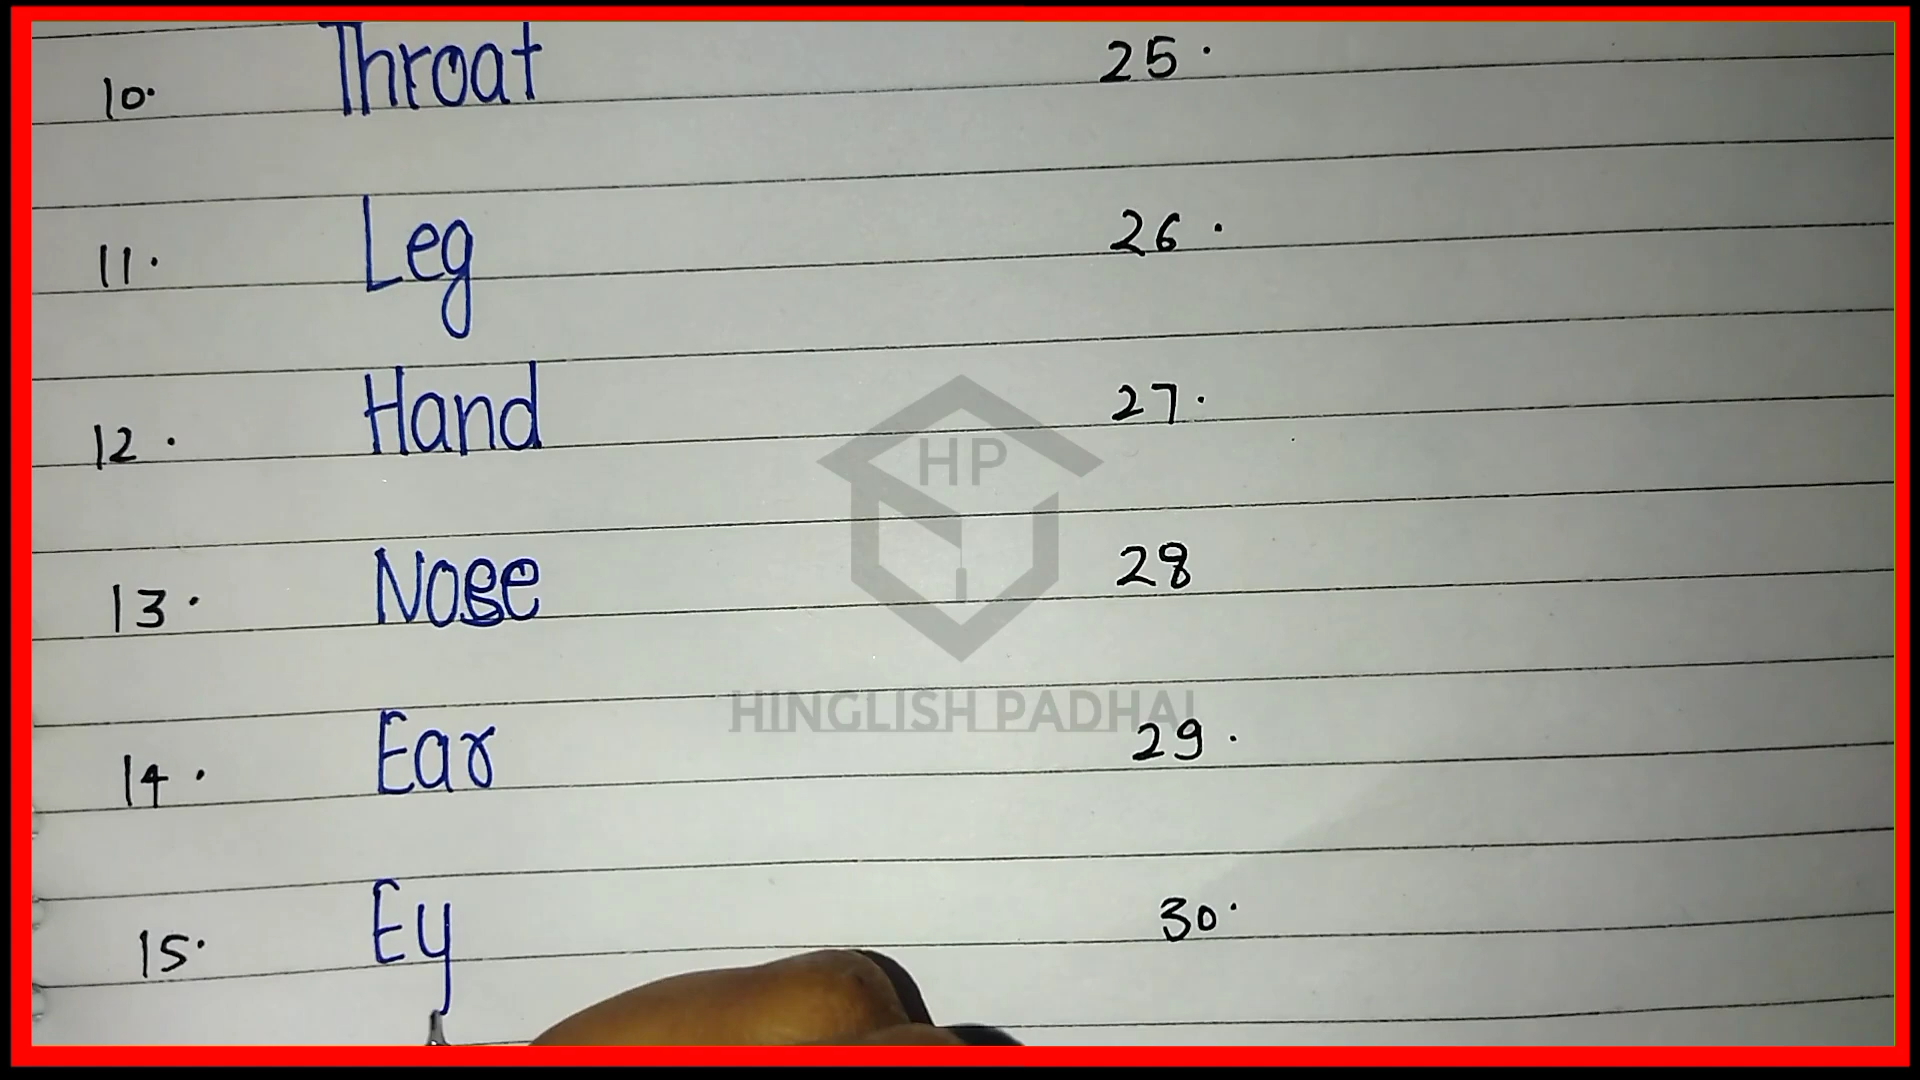 10. Throat 25.
11. Leg 26.
12. Hand 27.
HP
13. Nose 28
HINGLISH PADHAI
14. Ear 29.
15. Ey 30.